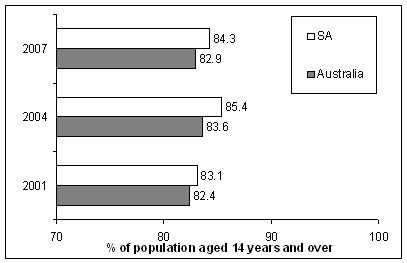 SA
Australia
2007
84.3
82.9
2004
85.4
83.6
2001
83.1
82.4
70 80 90 100
% of population aged 14 years and over